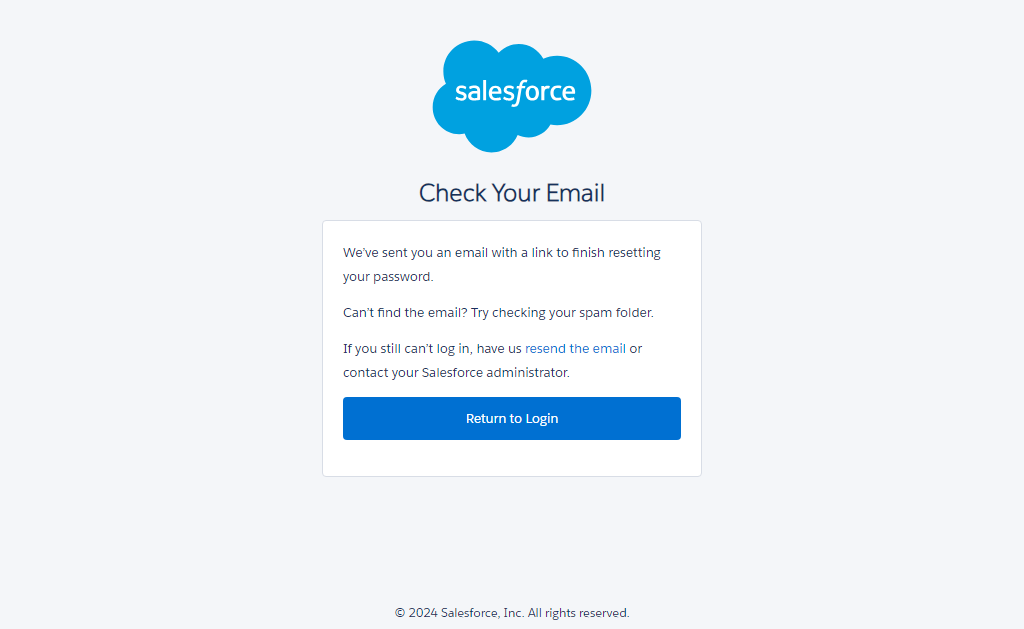 salesforce
Check Your Email
We've sent you an email with a link to finish resetting
your password.
Can't find the email? Try checking your spam folder.
If you still can't log in, have us resend the email or
contact your Salesforce administrator.
Return to Login
© 2024 Salesforce, Inc. All rights reserved.